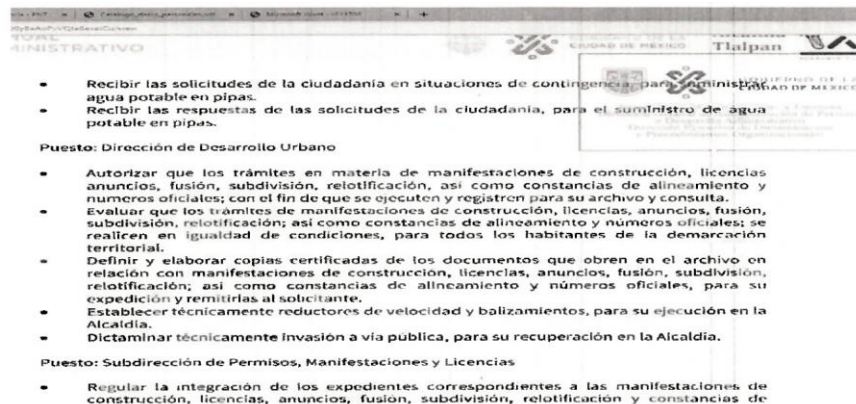 MINISTRATIVO
CIUDAD DE MÉXICO
Tlalpan
GOBIERNO DE LA
CIUDAD DE MÉXICO
• Recibir las solicitudes de la ciudadanía en situaciones de contingencia, para suministrar
agua potable en pipas.
• Recibir las respuestas de las solicitudes de la ciudadanía, para el suministro de agua
potable en pipas.
Puesto: Dirección de Desarrollo Urbano
• Autorizar que los trámites en materia de manifestaciones de construcción, licencias
anuncios, fusión, subdivisión, relotificación, así como constancias de alineamiento y
numeros oficiales; con el fin de que se ejecuten y registren para su archivo y consulta.
• Evaluar que los trámites de manifestaciones de construcción, licencias, anuncios, fusión,
subdivisión, relotificación; así como constancias de alineamiento y números oficiales; se
realicen en igualdad de condiciones, para todos los habitantes de la demarcación
territorial.
• Definir y elaborar copias certificadas de los documentos que obren en el archivo en
relación con manifestaciones de construcción, licencias, anuncios, fusión, subdivisión,
relotificación; así como constancias de alineamiento y números oficiales, para su
expedición y remitirlas al solicitante.
• Establecer técnicamente reductores de velocidad y balizamientos, para su ejecución en la
Alcaldía.
• Dictaminar técnicamente invasión a vía pública, para su recuperación en la Alcaldía.
Puesto: Subdirección de Permisos, Manifestaciones y Licencias
• Regular la integración de los expedientes correspondientes a las manifestaciones de
construcción, licencias, anuncios, fusión, subdivisión, relotificación y constancias de